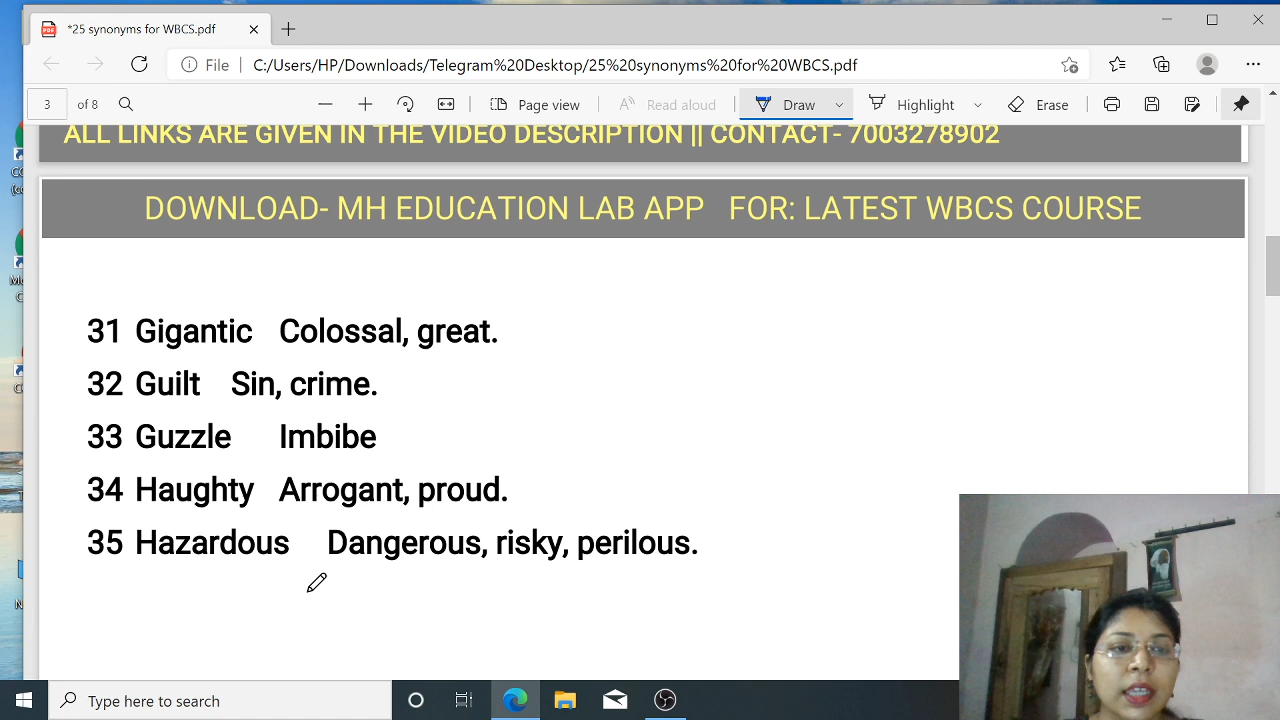 *25 synonyms for WBCS.pdf
File | C:/Users/HP/Downloads/Telegram%20Desktop/25%20synonyms%20for%20WBCS.pdf
3 of 8 Page view Read aloud Draw Highlight Erase
ALL LINKS ARE GIVEN IN THE VIDEO DESCRIPTION || CONTACT- 7003278902
DOWNLOAD- MH EDUCATION LAB APP FOR: LATEST WBCS COURSE
31 Gigantic Colossal, great.
32 Guilt Sin, crime.
33 Guzzle Imbibe
34 Haughty Arrogant, proud.
35 Hazardous Dangerous, risky, perilous.
Type here to search